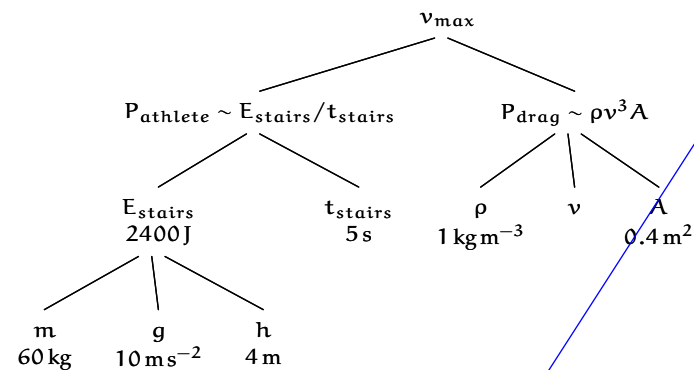 v_max
P_athlete ~ E_stairs/t_stairs
P_drag ~ ρv³A
E_stairs
2400 J
t_stairs
5 s
ρ
1 kg m⁻³
v
A
0.4 m²
m
60 kg
g
10 m s⁻²
h
4 m